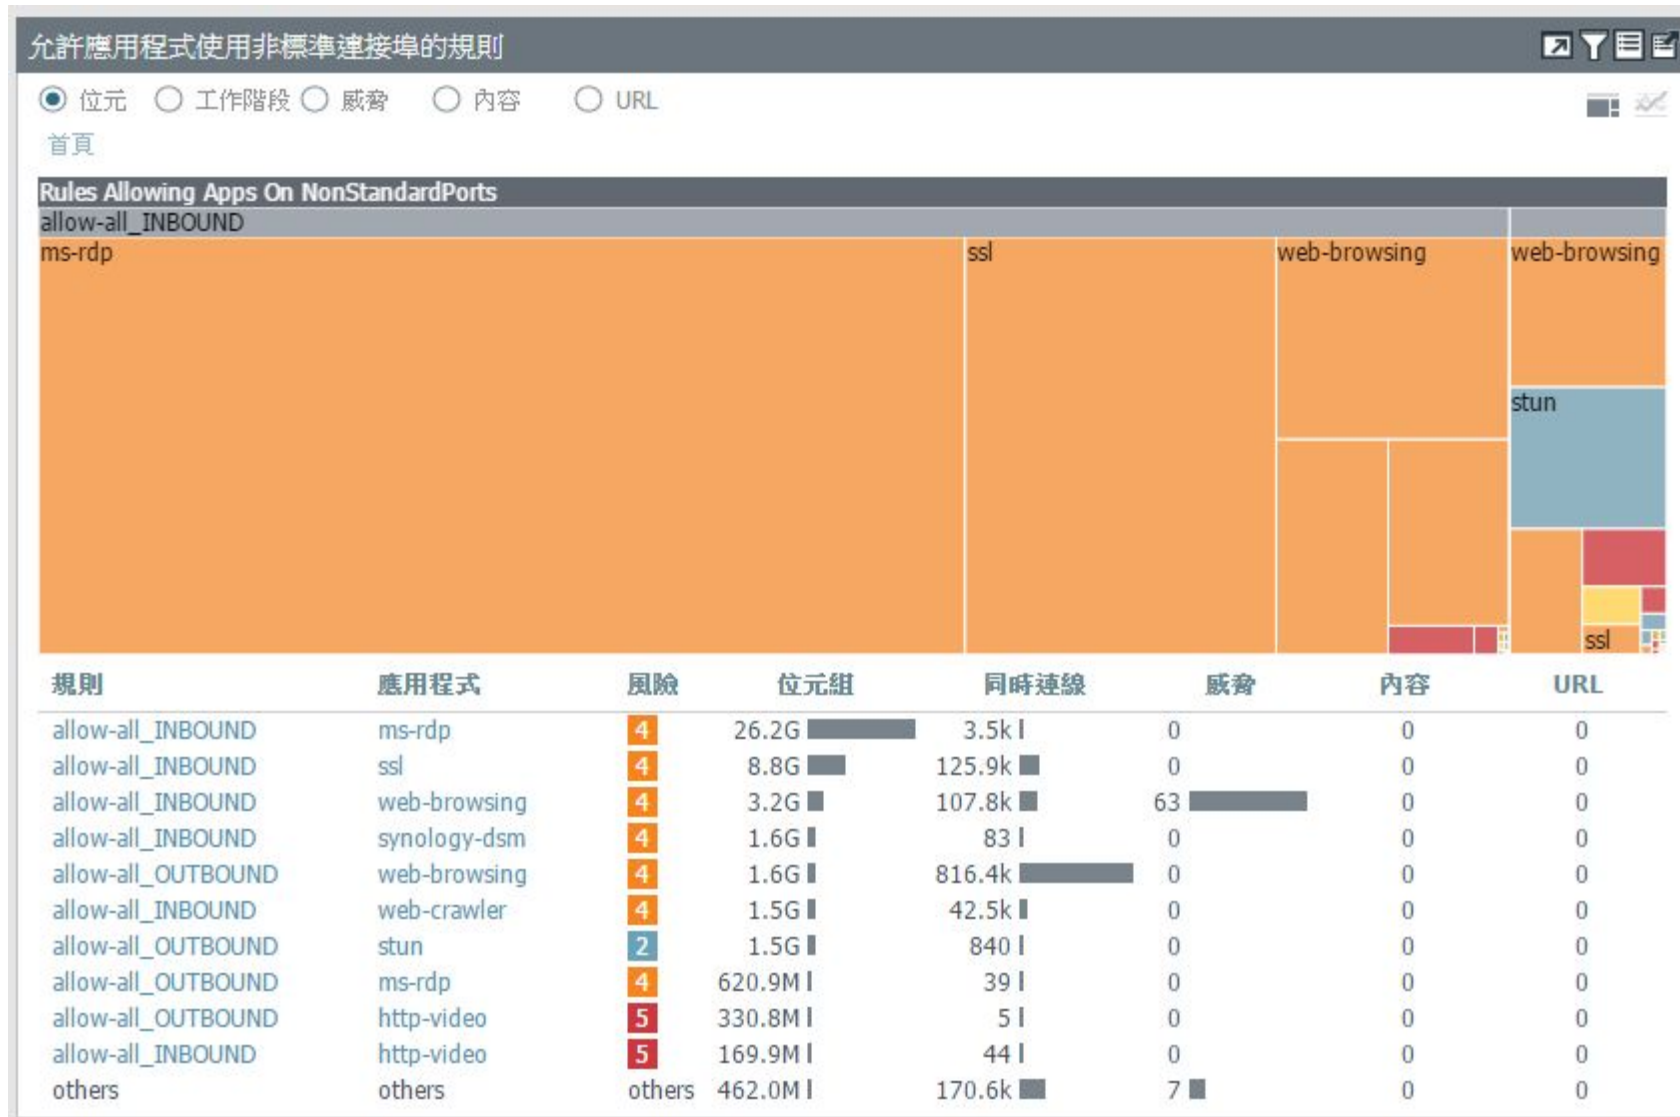 允許應用程式使用非標準連接埠的規則
位元 工作階段 威脅 內容 URL
首頁
Rules Allowing Apps On NonStandardPorts
allow-all_INBOUND
ms-rdp ssl web-browsing web-browsing
stun
ssl
規則 應用程式 風險 位元組 同時連線 威脅 內容 URL
allow-all_INBOUND ms-rdp 4 26.2G 3.5k 0 0 0
allow-all_INBOUND ssl 4 8.8G 125.9k 0 0 0
allow-all_INBOUND web-browsing 4 3.2G 107.8k 63 0 0
allow-all_INBOUND synology-dsm 4 1.6G 83 0 0 0
allow-all_OUTBOUND web-browsing 4 1.6G 816.4k 0 0 0
allow-all_INBOUND web-crawler 4 1.5G 42.5k 0 0 0
allow-all_OUTBOUND stun 2 1.5G 840 0 0 0
allow-all_OUTBOUND ms-rdp 4 620.9M 39 0 0 0
allow-all_OUTBOUND http-video 5 330.8M 5 0 0 0
allow-all_INBOUND http-video 5 169.9M 44 0 0 0
others others others 462.0M 170.6k 7 0 0